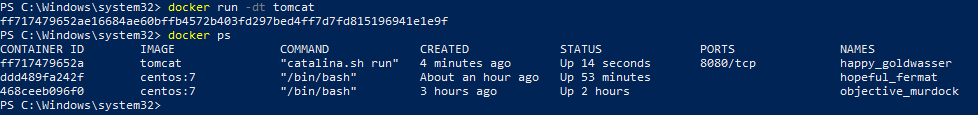 PS C:\Windows\system32> docker run -dt tomcat
ff717479652ae16684ae60bffb4572b403fd297bed4ff7d7fd815196941e1e9f
PS C:\Windows\system32> docker ps
CONTAINER ID IMAGE COMMAND CREATED STATUS PORTS NAMES
ff717479652a tomcat "catalina.sh run" 4 minutes ago Up 14 seconds 8080/tcp happy_goldwasser
ddd489fa242f centos:7 "/bin/bash" About an hour ago Up 53 minutes hopeful_fermat
468ceeb096f0 centos:7 "/bin/bash" 3 hours ago Up 2 hours objective_murdock
PS C:\Windows\system32>